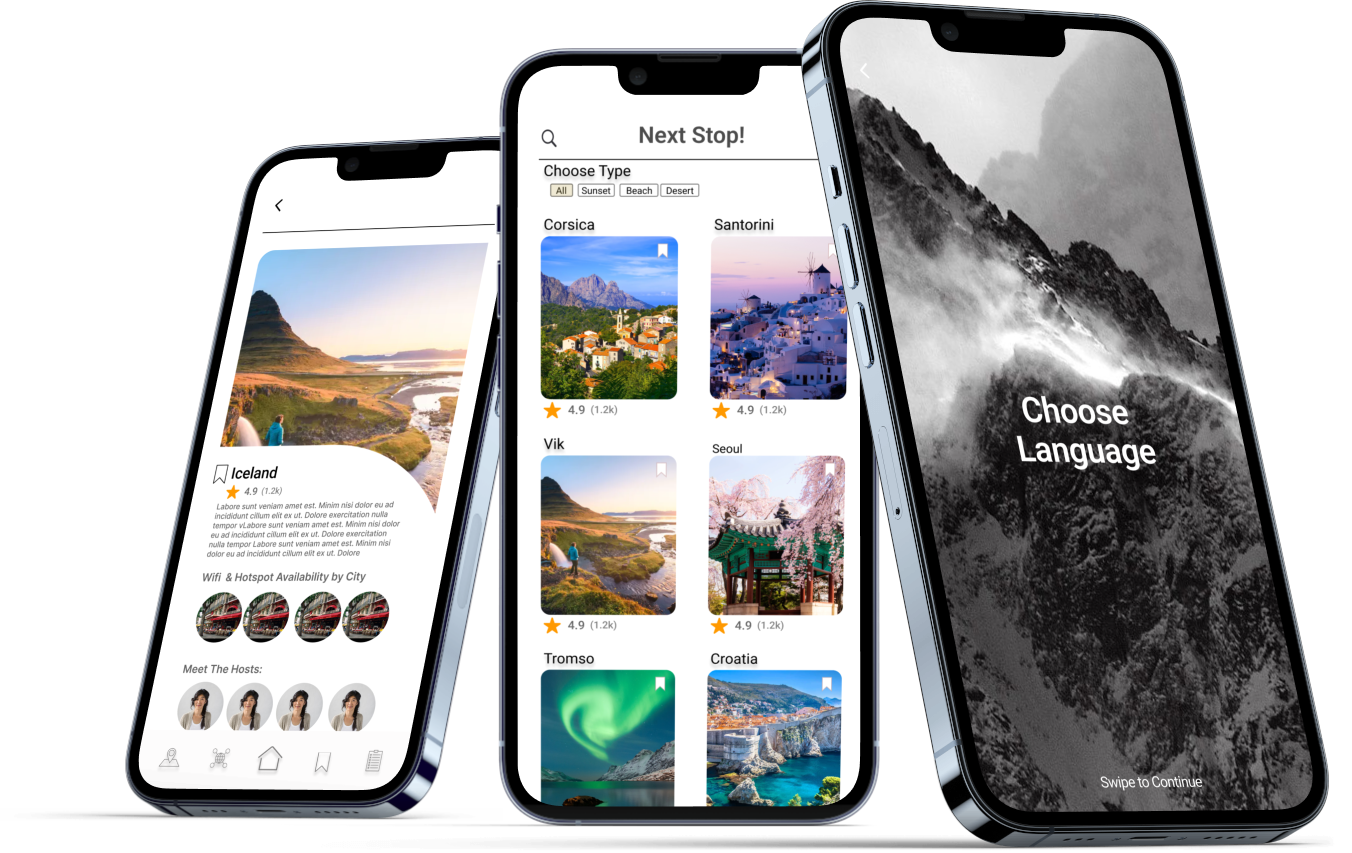 Iceland
4.9 (1.2k)
Labore sunt veniam amet est. Minim nisi dolor eu ad
incididunt cillum elit ex ut. Dolore exercitation nulla
tempor vLabore sunt veniam amet est. Minim nisi dolor
eu ad incididunt cillum elit ex ut. Dolore exercitation
nulla tempor Labore sunt veniam amet est. Minim nisi
dolor eu ad incididunt cillum elit ex ut. Dolore
Wifi & Hotspot Availability by City
Meet The Hosts:
Next Stop!
Choose Type
All Sunset Beach Desert
Corsica Santorini
4.9 (1.2k) 4.9 (1.2k)
Vik Seoul
4.9 (1.2k) 4.9 (1.2k)
Tromso Croatia
Choose
Language
Swipe to Continue